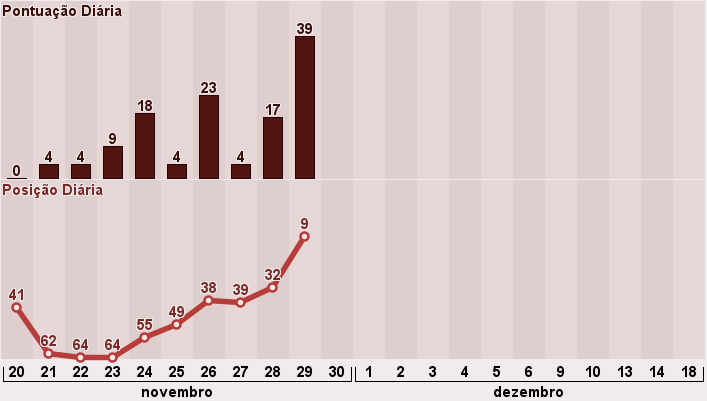 Pontuação Diária
0 4 4 9 18 4 23 4 17 39
Posição Diária
41 62 64 64 55 49 38 39 32 9
20 21 22 23 24 25 26 27 28 29 30 1 2 3 4 5 6 9 10 13 14 18
novembro dezembro